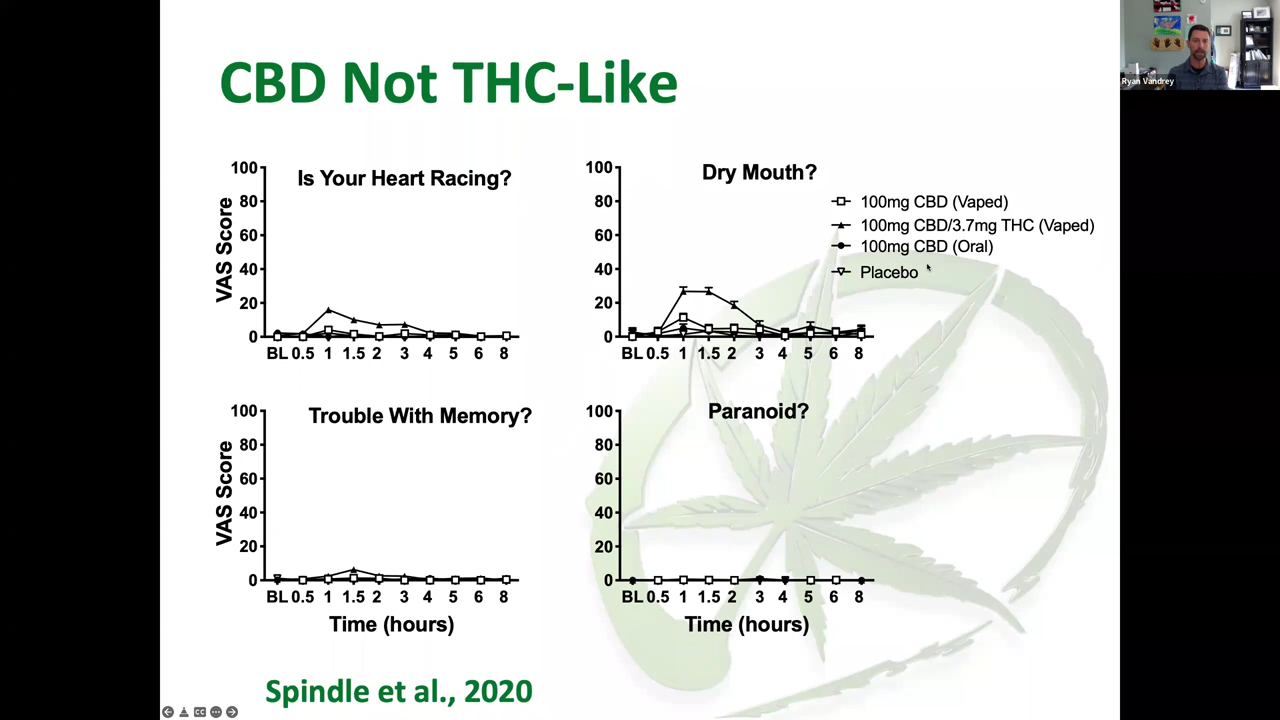 CBD Not THC-Like
Ryan Vandrey
Is Your Heart Racing?
VAS Score
100
80
60
40
20
0
BL 0.5 1 1.5 2 3 4 5 6 8
Dry Mouth?
100
80
60
40
20
0
BL 0.5 1 1.5 2 3 4 5 6 8
100mg CBD (Vaped)
100mg CBD/3.7mg THC (Vaped)
100mg CBD (Oral)
Placebo
Trouble With Memory?
VAS Score
100
80
60
40
20
0
BL 0.5 1 1.5 2 3 4 5 6 8
Time (hours)
Paranoid?
100
80
60
40
20
0
BL 0.5 1 1.5 2 3 4 5 6 8
Time (hours)
Spindle et al., 2020
CC